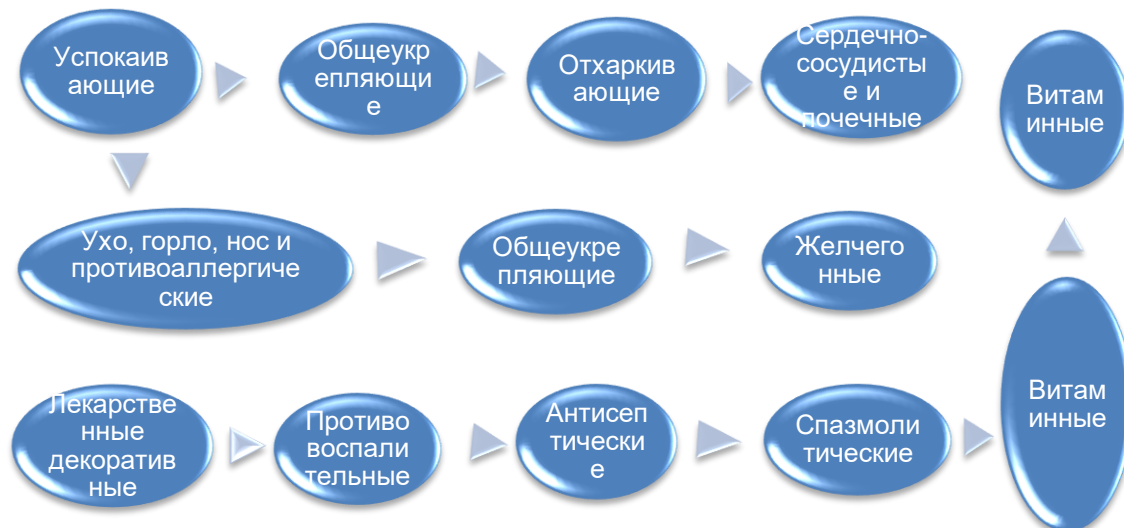 Успокаив
ающие
Общеукр
епляющи
е
Отхаркив
ающие
Сердечно-
сосудисты
е и
почечные
Витам
инные
Ухо, горло, нос и
противоаллергиче
ские
Общеукре
пляющие
Желчего
нные
Лекарстве
нные
декоратив
ные
Противо
воспали
тельные
Антисеп
тически
е
Спазмоли
тические
Витам
инные